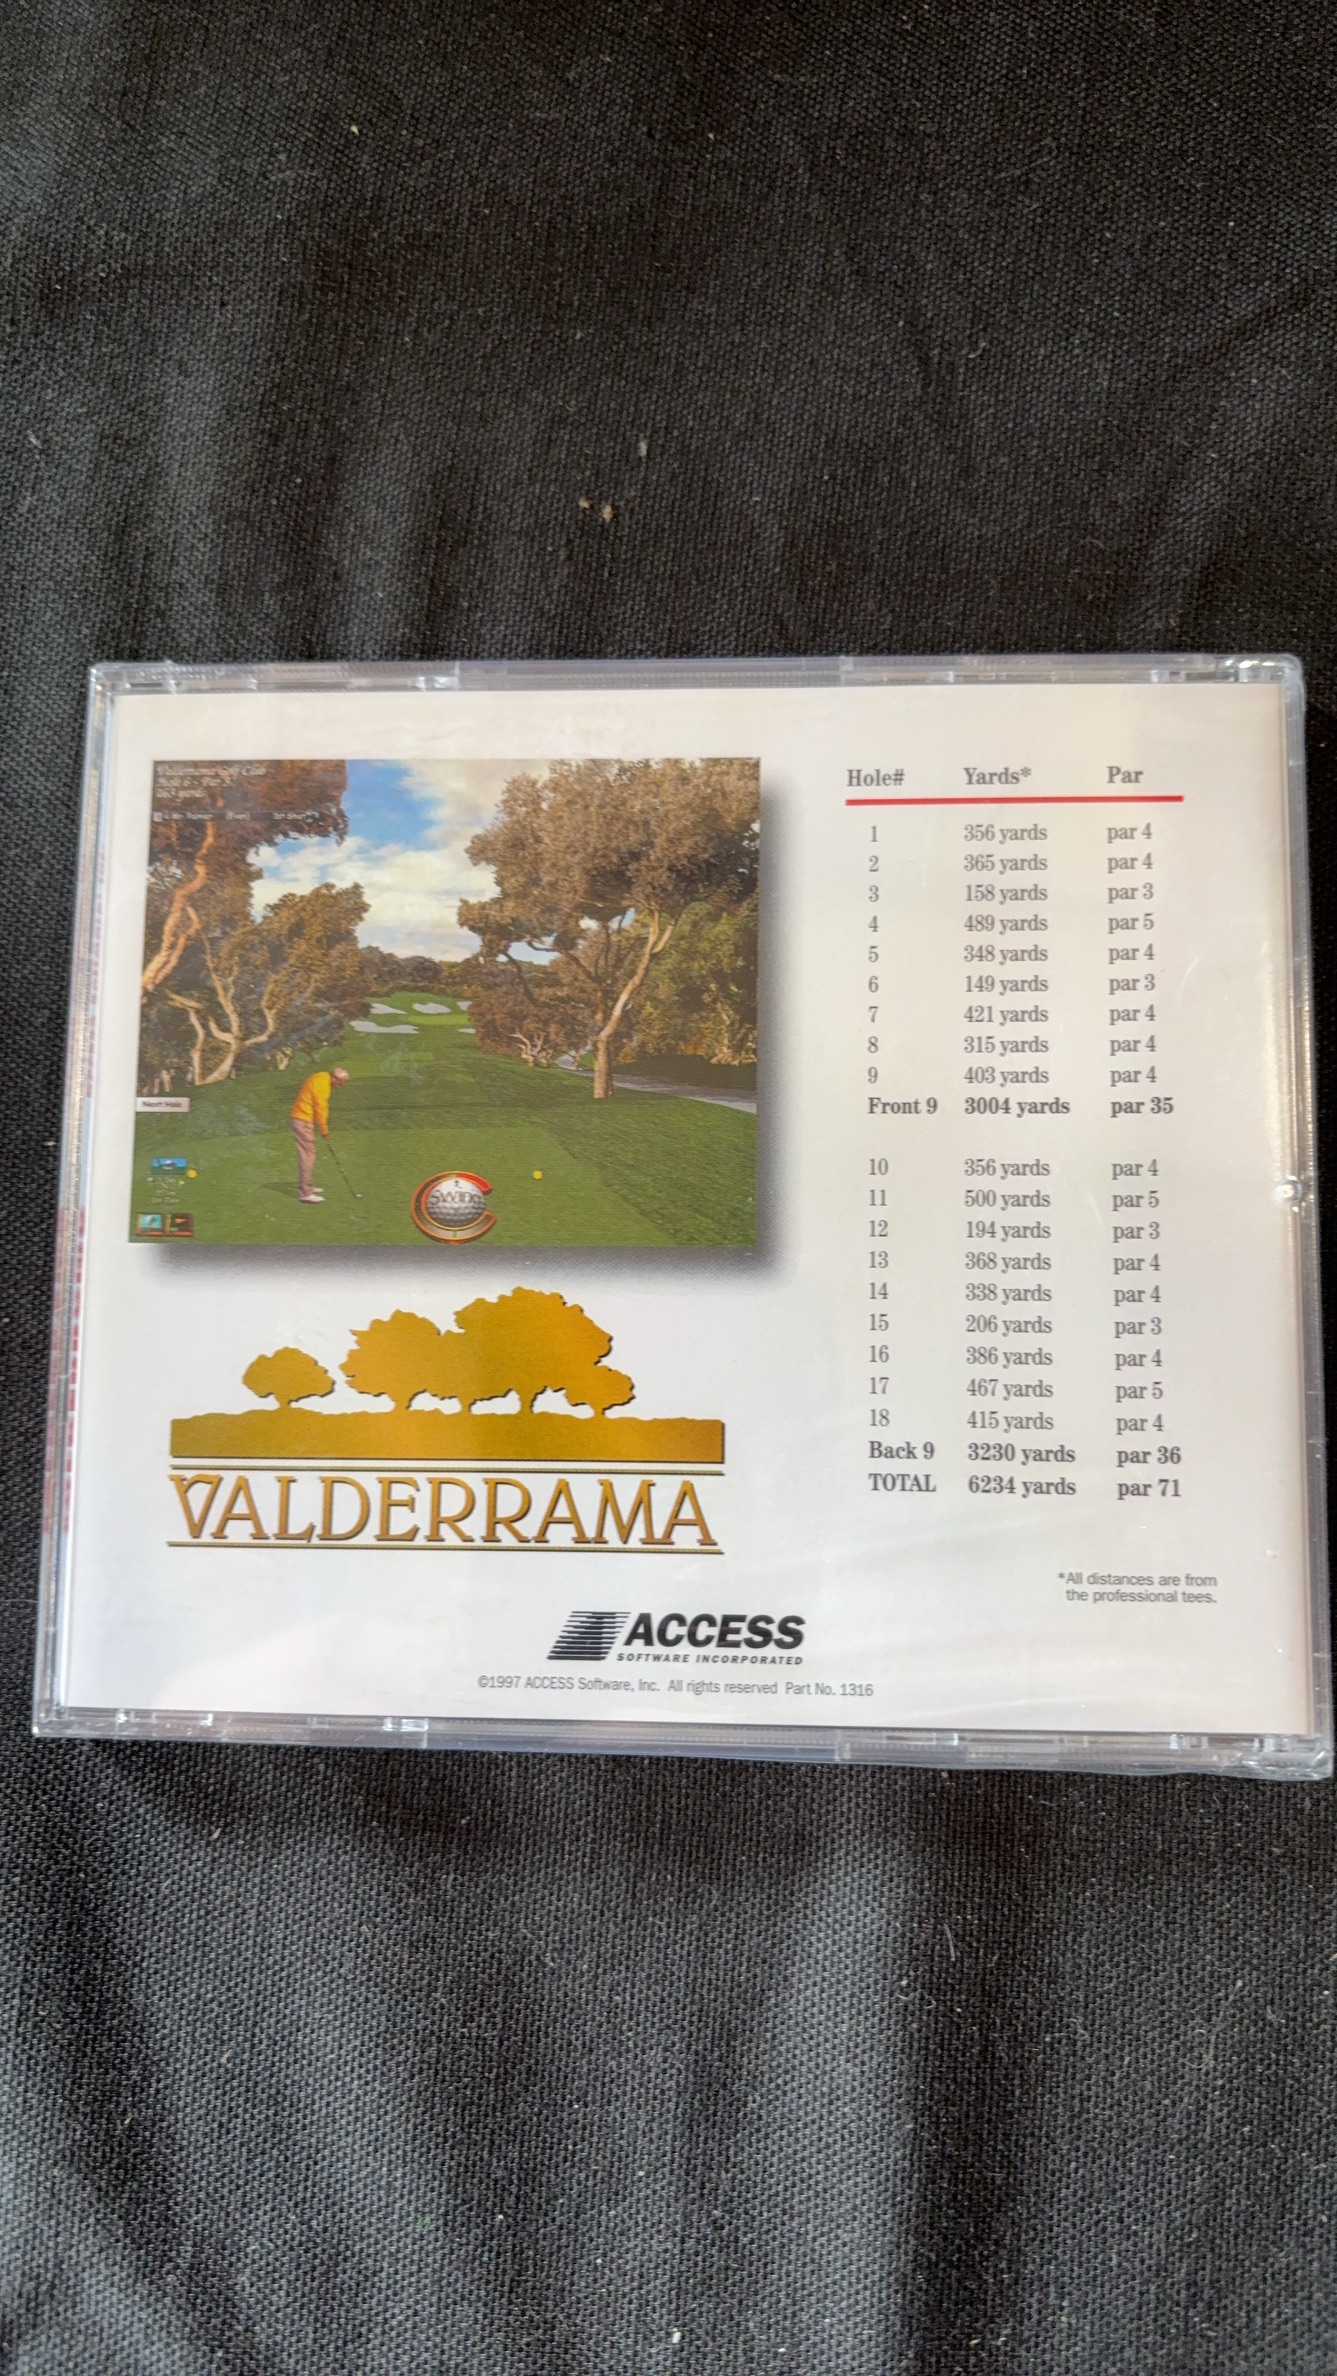 Valderrama Golf Club
Next Hole
SWING
VALDERRAMA
Hole# Yards* Par
1 356 yards par 4
2 365 yards par 4
3 158 yards par 3
4 489 yards par 5
5 348 yards par 4
6 149 yards par 3
7 421 yards par 4
8 315 yards par 4
9 403 yards par 4
Front 9 3004 yards par 35
10 356 yards par 4
11 500 yards par 5
12 194 yards par 3
13 368 yards par 4
14 338 yards par 4
15 206 yards par 3
16 386 yards par 4
17 467 yards par 5
18 415 yards par 4
Back 9 3230 yards par 36
TOTAL 6234 yards par 71
*All distances are from
the professional tees.
ACCESS
SOFTWARE INCORPORATED
©1997 ACCESS Software, Inc. All rights reserved Part No. 1316